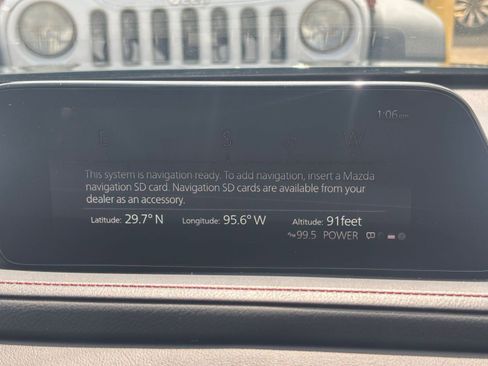 1:06 pm
E S W
This system is navigation ready. To add navigation, insert a Mazda
navigation SD card. Navigation SD cards are available from your
dealer as an accessory.
Latitude: 29.7° N Longitude: 95.6° W Altitude: 91feet
99.5 POWER